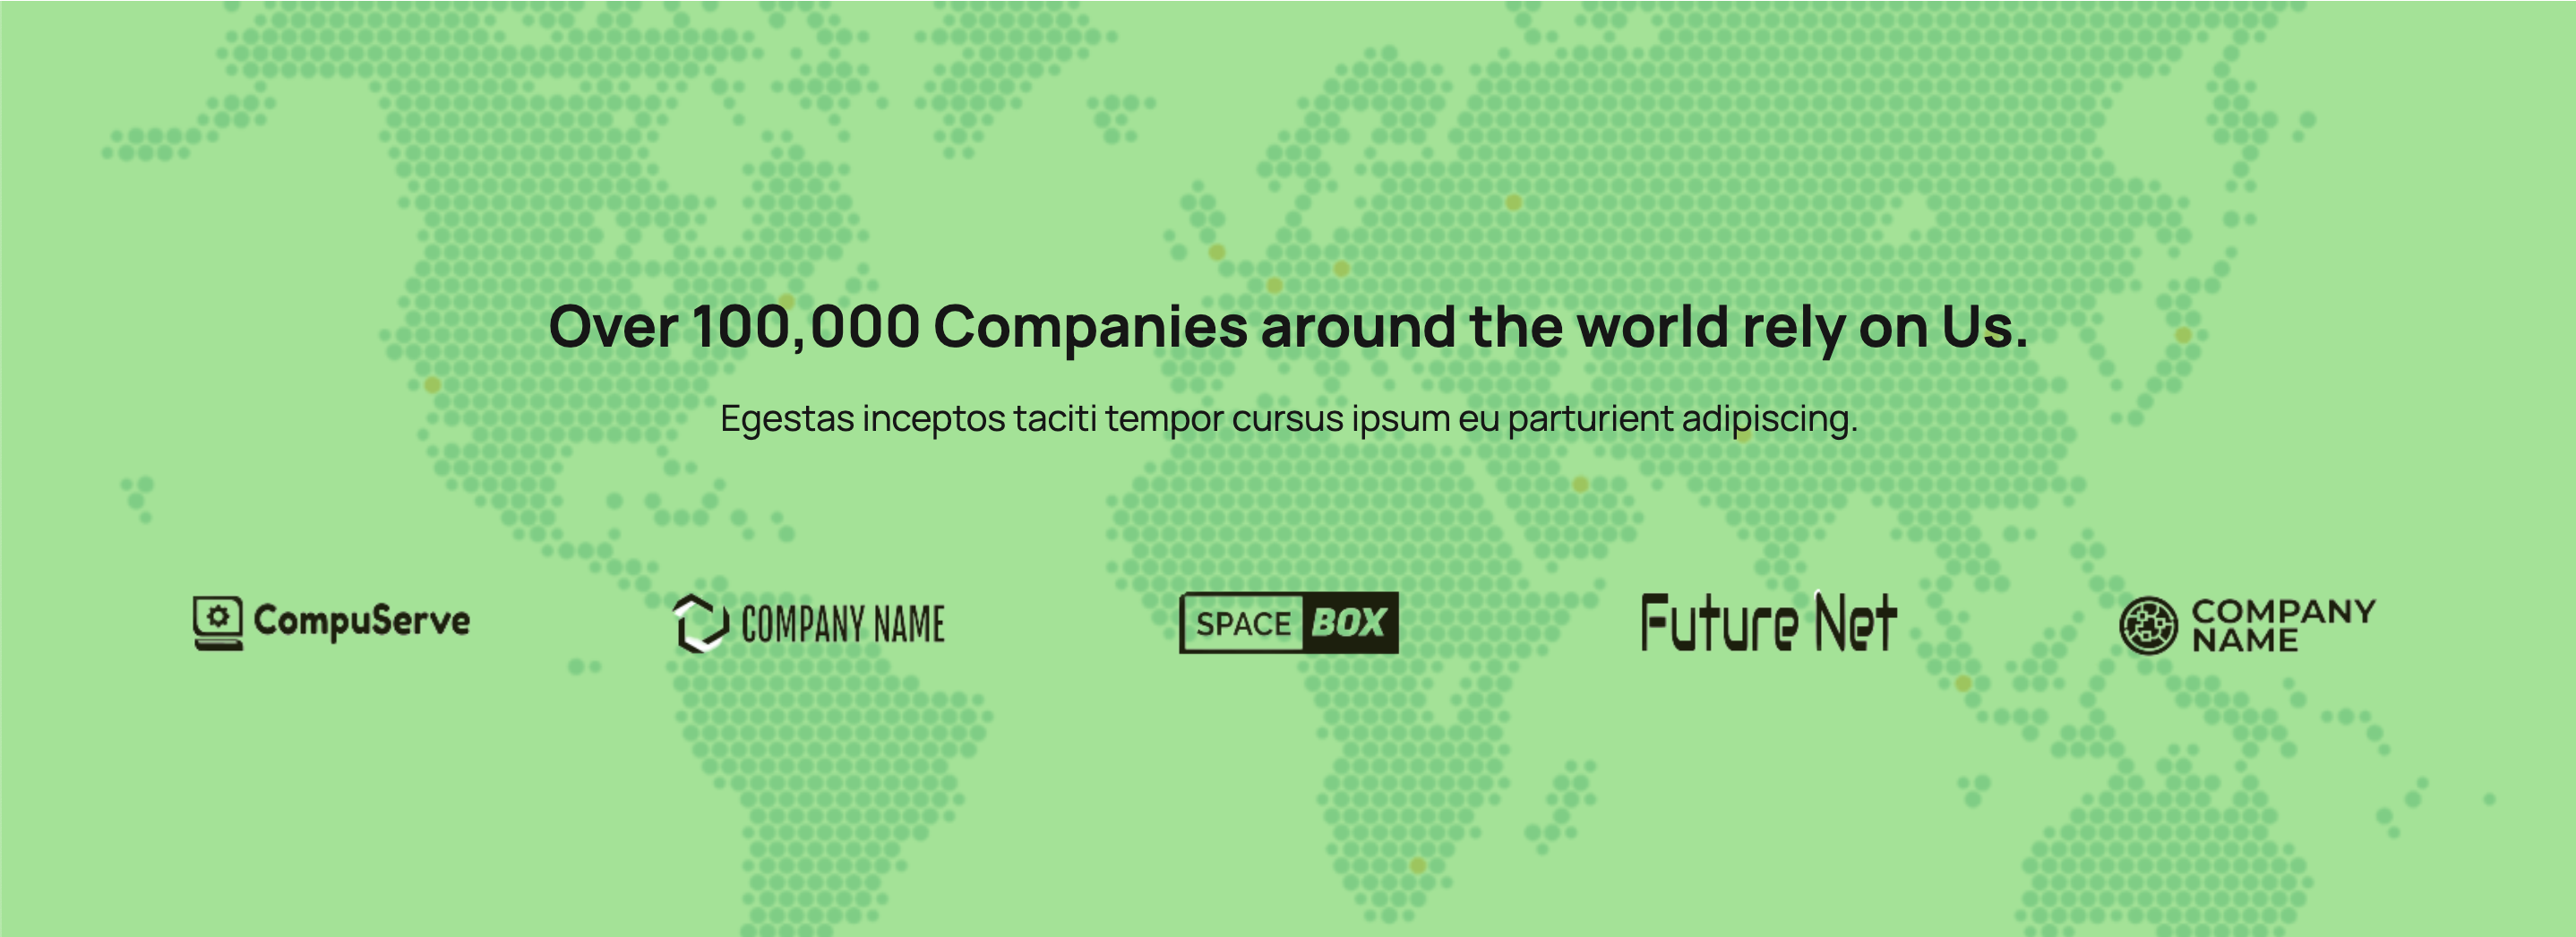 Over 100,000 Companies around the world rely on Us.
Egestas inceptos taciti tempor cursus ipsum eu parturient adipiscing.
CompuServe
COMPANY NAME
SPACE BOX
Future Net
COMPANY
NAME